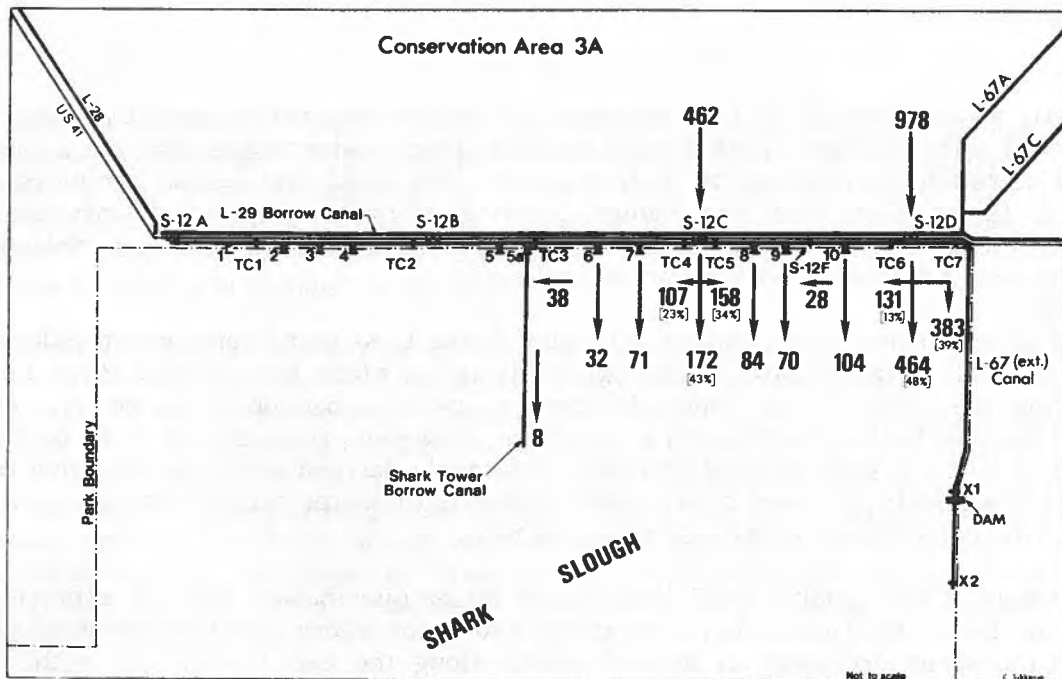 Conservation Area 3A
L-28
US 41
L-67A
L-67C
462
978
S-12A
L-29 Borrow Canal
S-12B
S-12C
S-12D
1 TC1 2 3 4 TC2 5 5a TC3 6 7 TC4 TC5 8 9 S-12F 10 TC6 TC7
38
107
[23%]
158
[34%]
28
131
[13%]
383
[39%]
32
71
172
[43%]
84
70
104
464
[48%]
L-67 (ext.)
Canal
8
Shark Tower
Borrow Canal
Park Boundary
X1
DAM
X2
SHARK SLOUGH
Not to scale